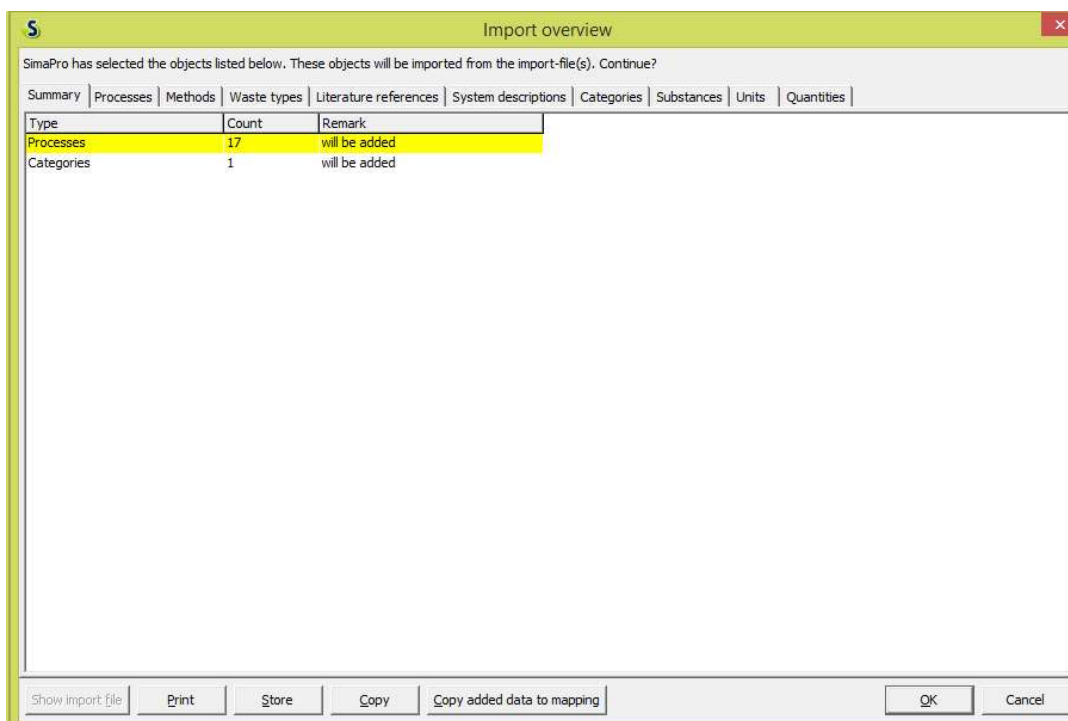 S
Import overview
SimaPro has selected the objects listed below. These objects will be imported from the import-file(s). Continue?
Summary Processes Methods Waste types Literature references System descriptions Categories Substances Units Quantities
Type Count Remark
Processes 17 will be added
Categories 1 will be added
Show import file Print Store Copy Copy added data to mapping OK Cancel